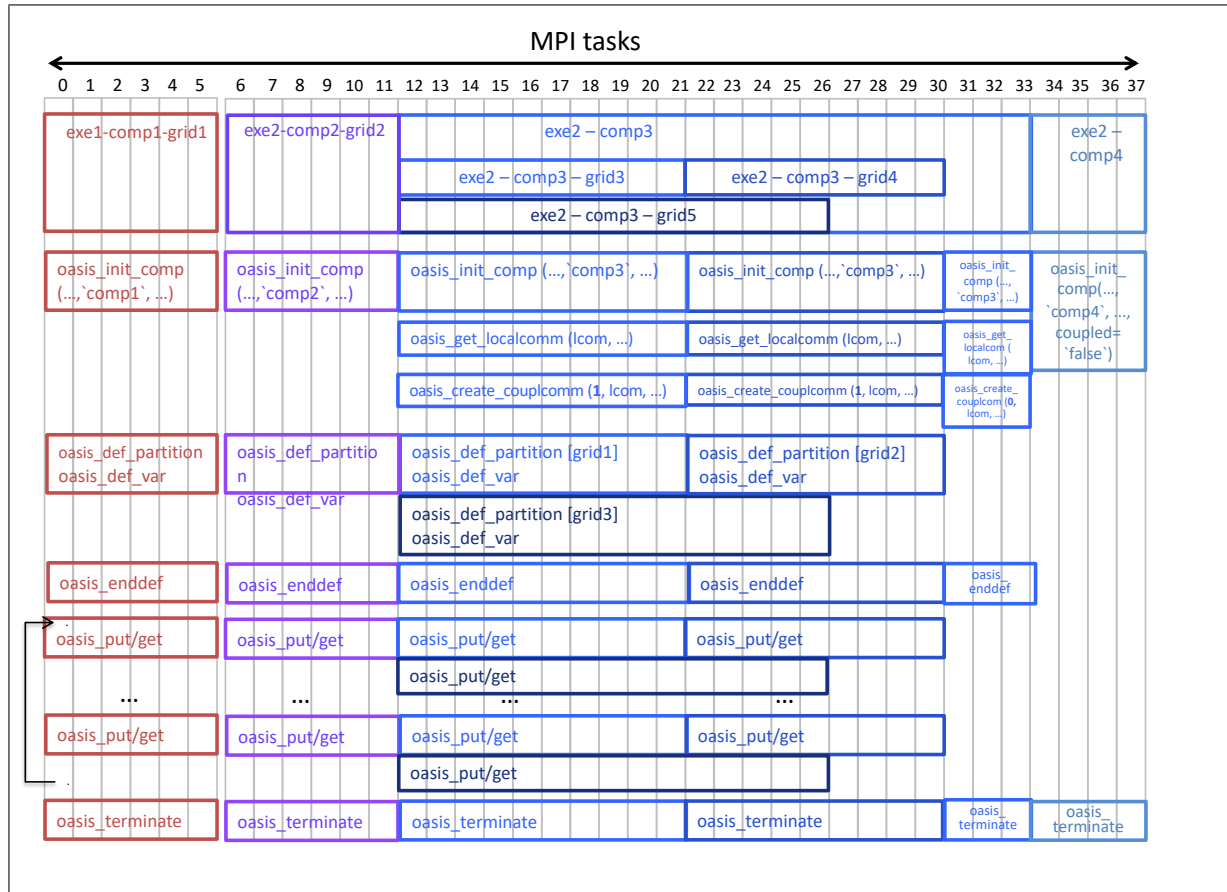 MPI tasks
0 1 2 3 4 5 6 7 8 9 10 11 12 13 14 15 16 17 18 19 20 21 22 23 24 25 26 27 28 29 30 31 32 33 34 35 36 37
exe1-comp1-grid1
exe2-comp2-grid2
exe2 – comp3
exe2 –
comp4
exe2 – comp3 – grid3
exe2 – comp3 – grid4
exe2 – comp3 – grid5
oasis_init_comp
(...,`comp1`, ...)
oasis_init_comp
(...,`comp2`, ...)
oasis_init_comp (...,`comp3`, ...)
oasis_init_comp (...,`comp3`, ...)
oasis_init_
comp (...,
`comp3`, ...)
oasis_init_
comp(...,
`comp4`, ...,
coupled=
`false`)
oasis_get_localcomm (lcom, ...)
oasis_get_localcomm (lcom, ...)
oasis_get_
localcom (
lcom, ...)
oasis_create_couplcomm (1, lcom, ...)
oasis_create_couplcomm (1, lcom, ...)
oasis_create_
couplcom (0,
lcom, ...)
oasis_def_partition
oasis_def_var
oasis_def_partitio
n
oasis_def_var
oasis_def_partition [grid1]
oasis_def_var
oasis_def_partition [grid2]
oasis_def_var
oasis_def_partition [grid3]
oasis_def_var
oasis_enddef
oasis_enddef
oasis_enddef
oasis_enddef
oasis_
enddef
oasis_put/get
oasis_put/get
oasis_put/get
oasis_put/get
oasis_put/get
... ... ... ...
oasis_put/get
oasis_put/get
oasis_put/get
oasis_put/get
oasis_put/get
oasis_terminate
oasis_terminate
oasis_terminate
oasis_terminate
oasis_
terminate
oasis_
terminate